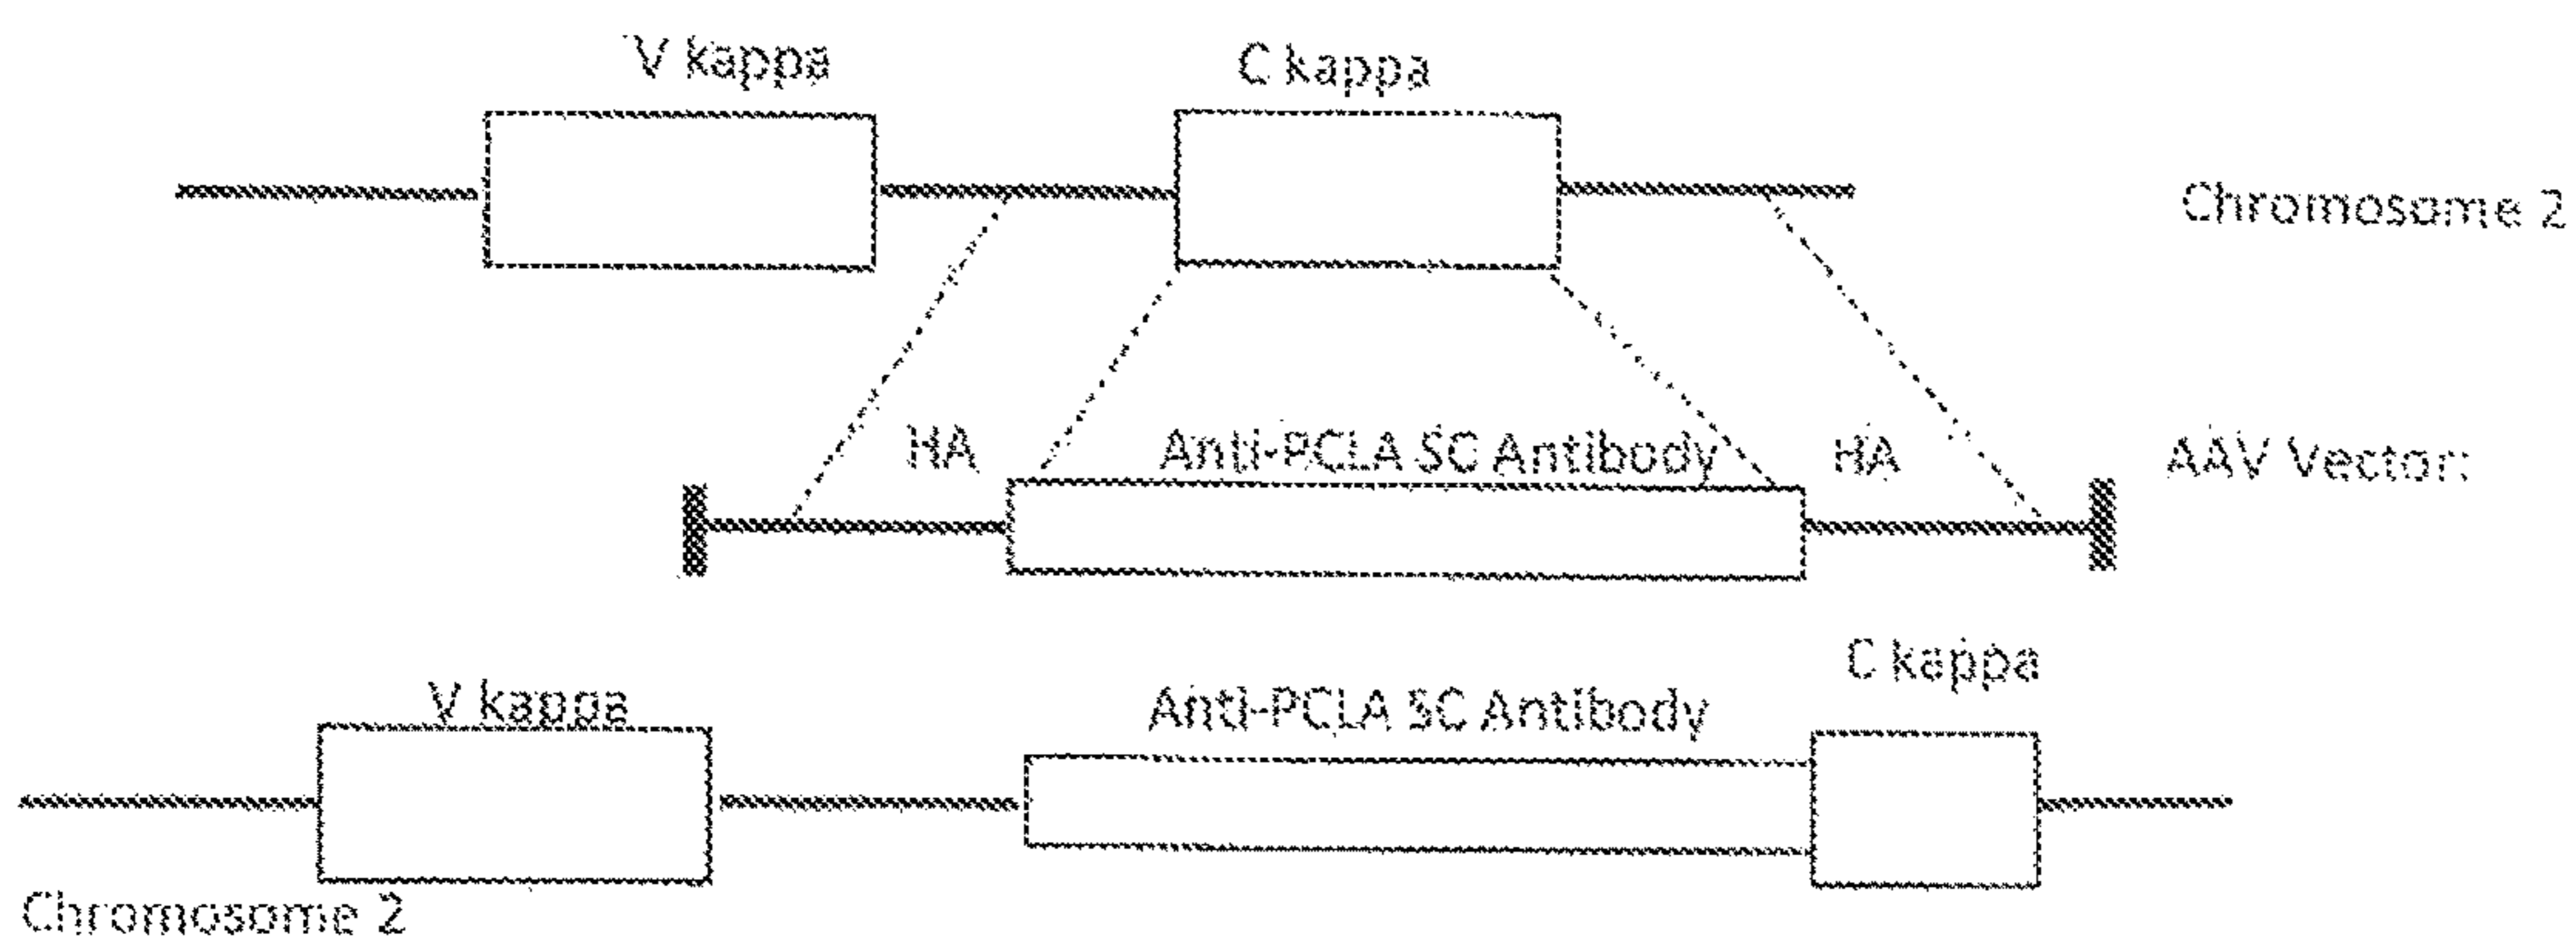 V kappa
C kappa
Chromosome 2
HA
Anti-PCLA SC Antibody
HA
AAV Vector:
C kappa
V kappa
Anti-PCLA SC Antibody
Chromosome 2